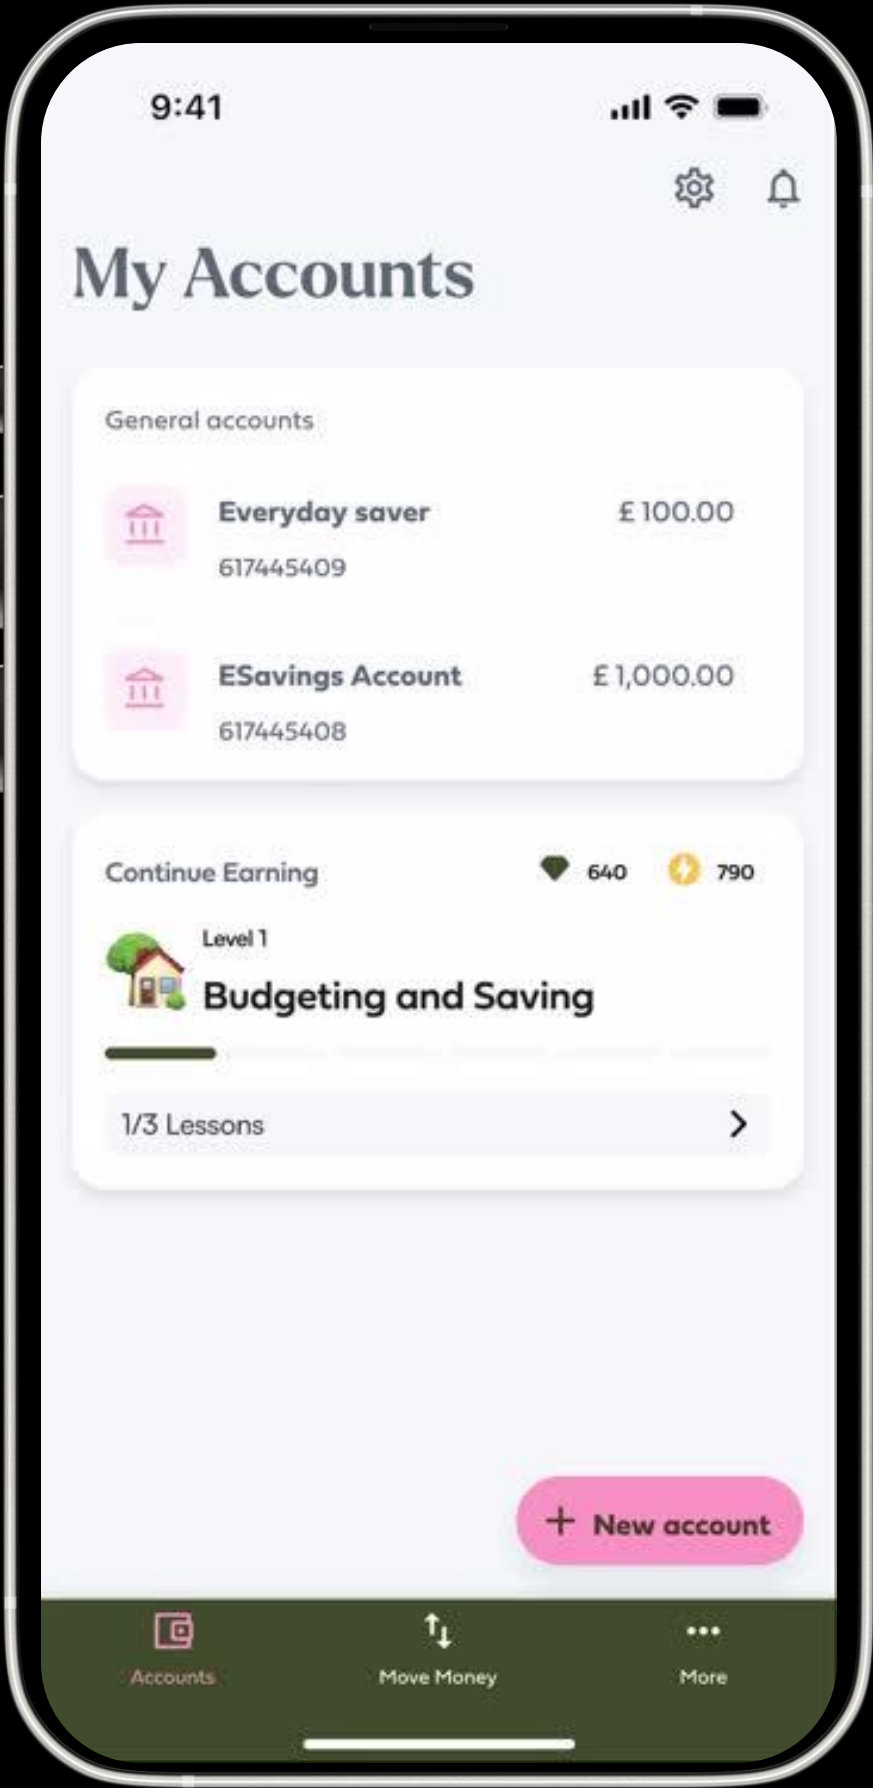 9:41
My Accounts
General accounts
Everyday saver £100.00
617445409
ESavings Account £1,000.00
617445408
Continue Earning 640 790
Level 1
Budgeting and Saving
1/3 Lessons
+ New account
Accounts Move Money More